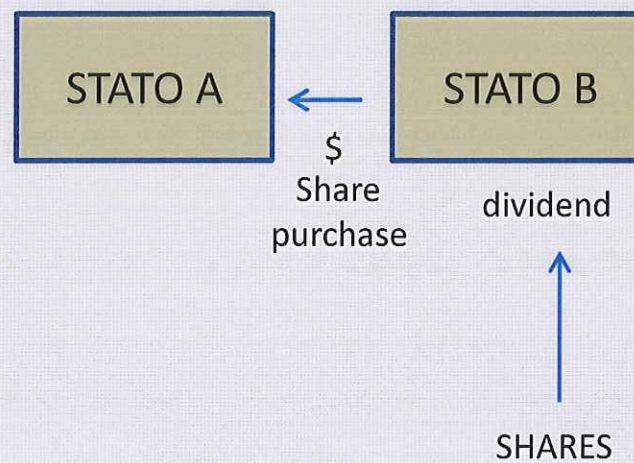 STATO A
STATO B
$
Share
purchase
dividend
SHARES